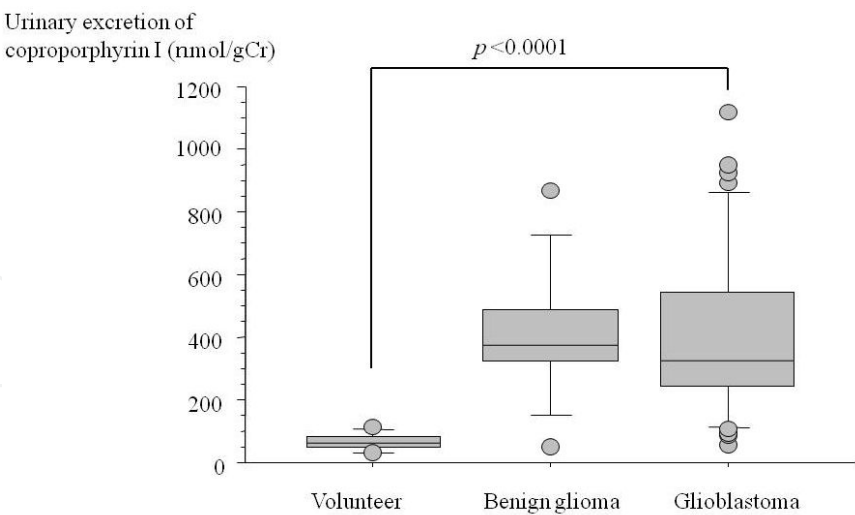 Urinary excretion of
coproporphyrin I (nmol/gCr)
p<0.0001
1200
1000
800
600
400
200
0
Volunteer
Benign glioma
Glioblastoma